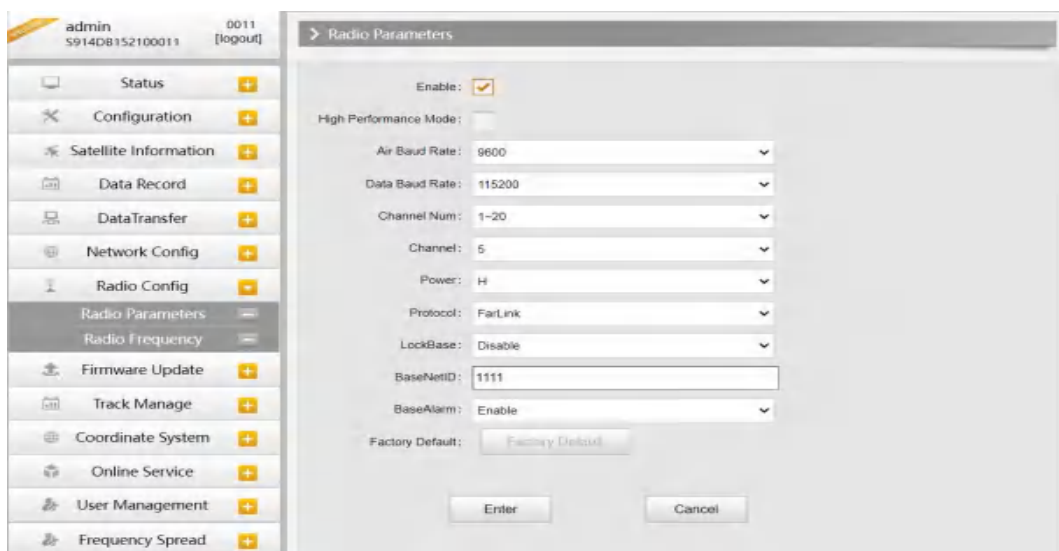 admin 0011
S914DB152100011 [logout]
Status
Configuration
Satellite Information
Data Record
DataTransfer
Network Config
Radio Config
Radio Parameters
Radio Frequency
Firmware Update
Track Manage
Coordinate System
Online Service
User Management
Frequency Spread
Radio Parameters
Enable:
High Performance Mode:
Air Baud Rate: 9600
Data Baud Rate: 115200
Channel Num: 1~20
Channel: 5
Power: H
Protocol: FarLink
LockBase: Disable
BaseNetID: 1111
BaseAlarm: Enable
Factory Default: Factory Default
Enter Cancel